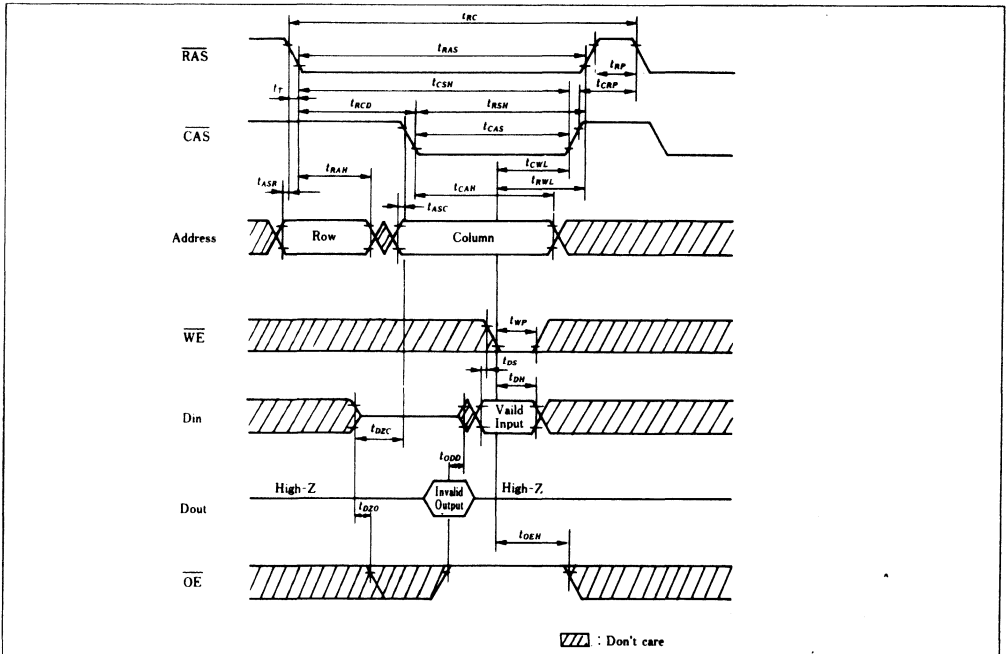 tRC
RAS
tRAS
tRP
tT
tCSH
tCRP
tRCD
tRSH
CAS
tCAS
tCWL
tRAH
tRWL
tASR
tCAH
tASC
Address
Row
Column
WE
tWP
tDS
tDH
Din
Vaild
Input
tDZC
tODD
High-Z
Invalid
Output
High-Z
Dout
tDZO
tOEH
OE
: Don't care